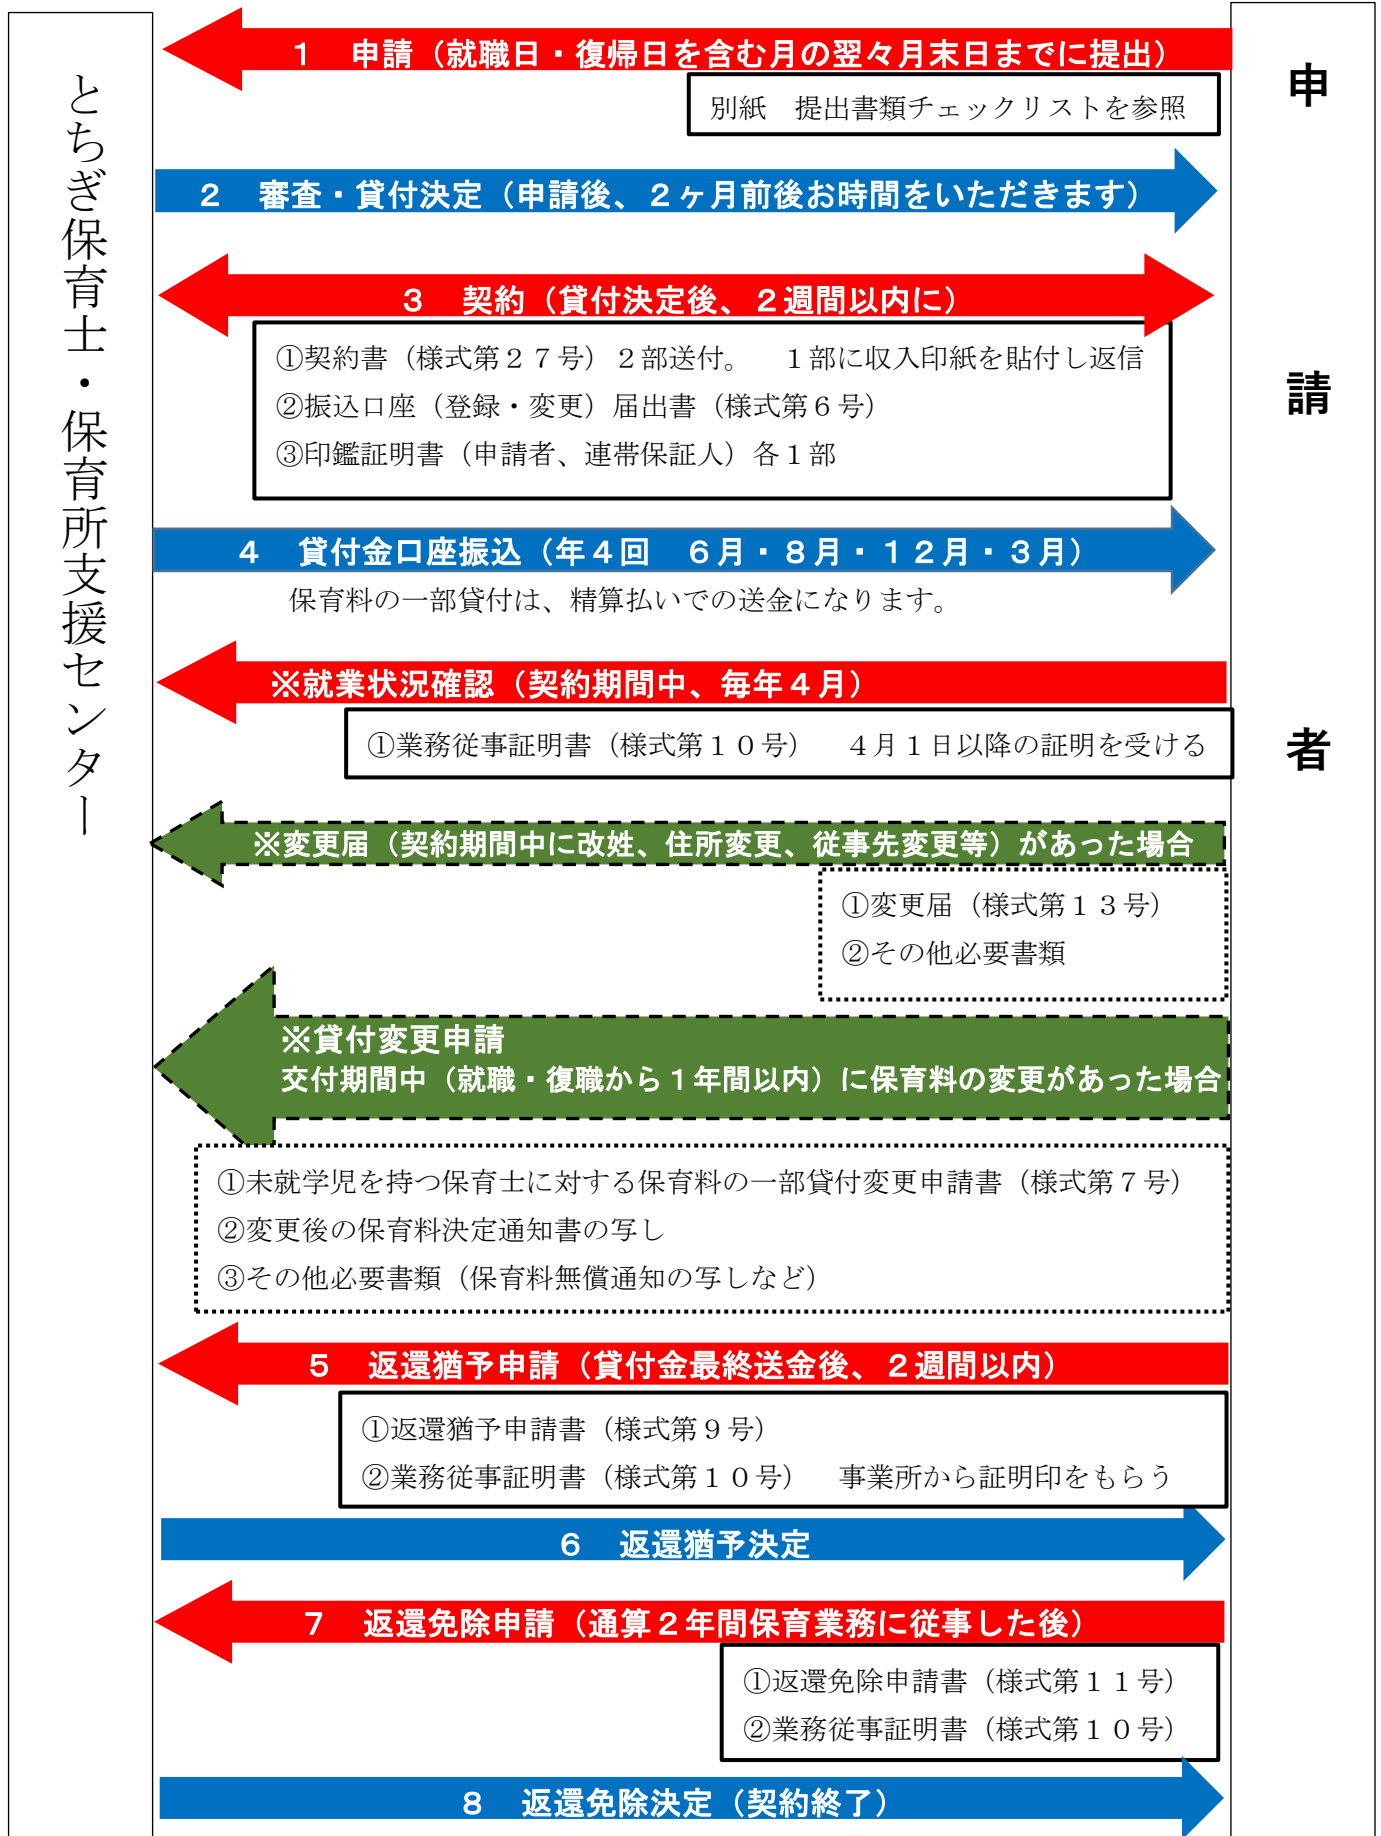 とちぎ保育士・保育所支援センター
申請者
１　申請（就職日・復帰日を含む月の翌々月末日までに提出）
別紙　提出書類チェックリストを参照
２　審査・貸付決定（申請後、２ヶ月前後お時間をいただきます）
３　契約（貸付決定後、２週間以内に）
①契約書（様式第２７号）２部送付。　１部に収入印紙を貼付し返信
②振込口座（登録・変更）届出書（様式第６号）
③印鑑証明書（申請者、連帯保証人）各１部
４　貸付金口座振込（年４回　６月・８月・１２月・３月）
保育料の一部貸付は、精算払いでの送金になります。
※就業状況確認（契約期間中、毎年４月）
①業務従事証明書（様式第１０号）　４月１日以降の証明を受ける
※変更届（契約期間中に改姓、住所変更、従事先変更等）があった場合
①変更届（様式第１３号）
②その他必要書類
※貸付変更申請
交付期間中（就職・復職から１年間以内）に保育料の変更があった場合
①未就学児を持つ保育士に対する保育料の一部貸付変更申請書（様式第７号）
②変更後の保育料決定通知書の写し
③その他必要書類（保育料無償通知の写しなど）
５　返還猶予申請（貸付金最終送金後、２週間以内）
①返還猶予申請書（様式第９号）
②業務従事証明書（様式第１０号）　事業所から証明印をもらう
６　返還猶予決定
７　返還免除申請（通算２年間保育業務に従事した後）
①返還免除申請書（様式第１１号）
②業務従事証明書（様式第１０号）
８　返還免除決定（契約終了）